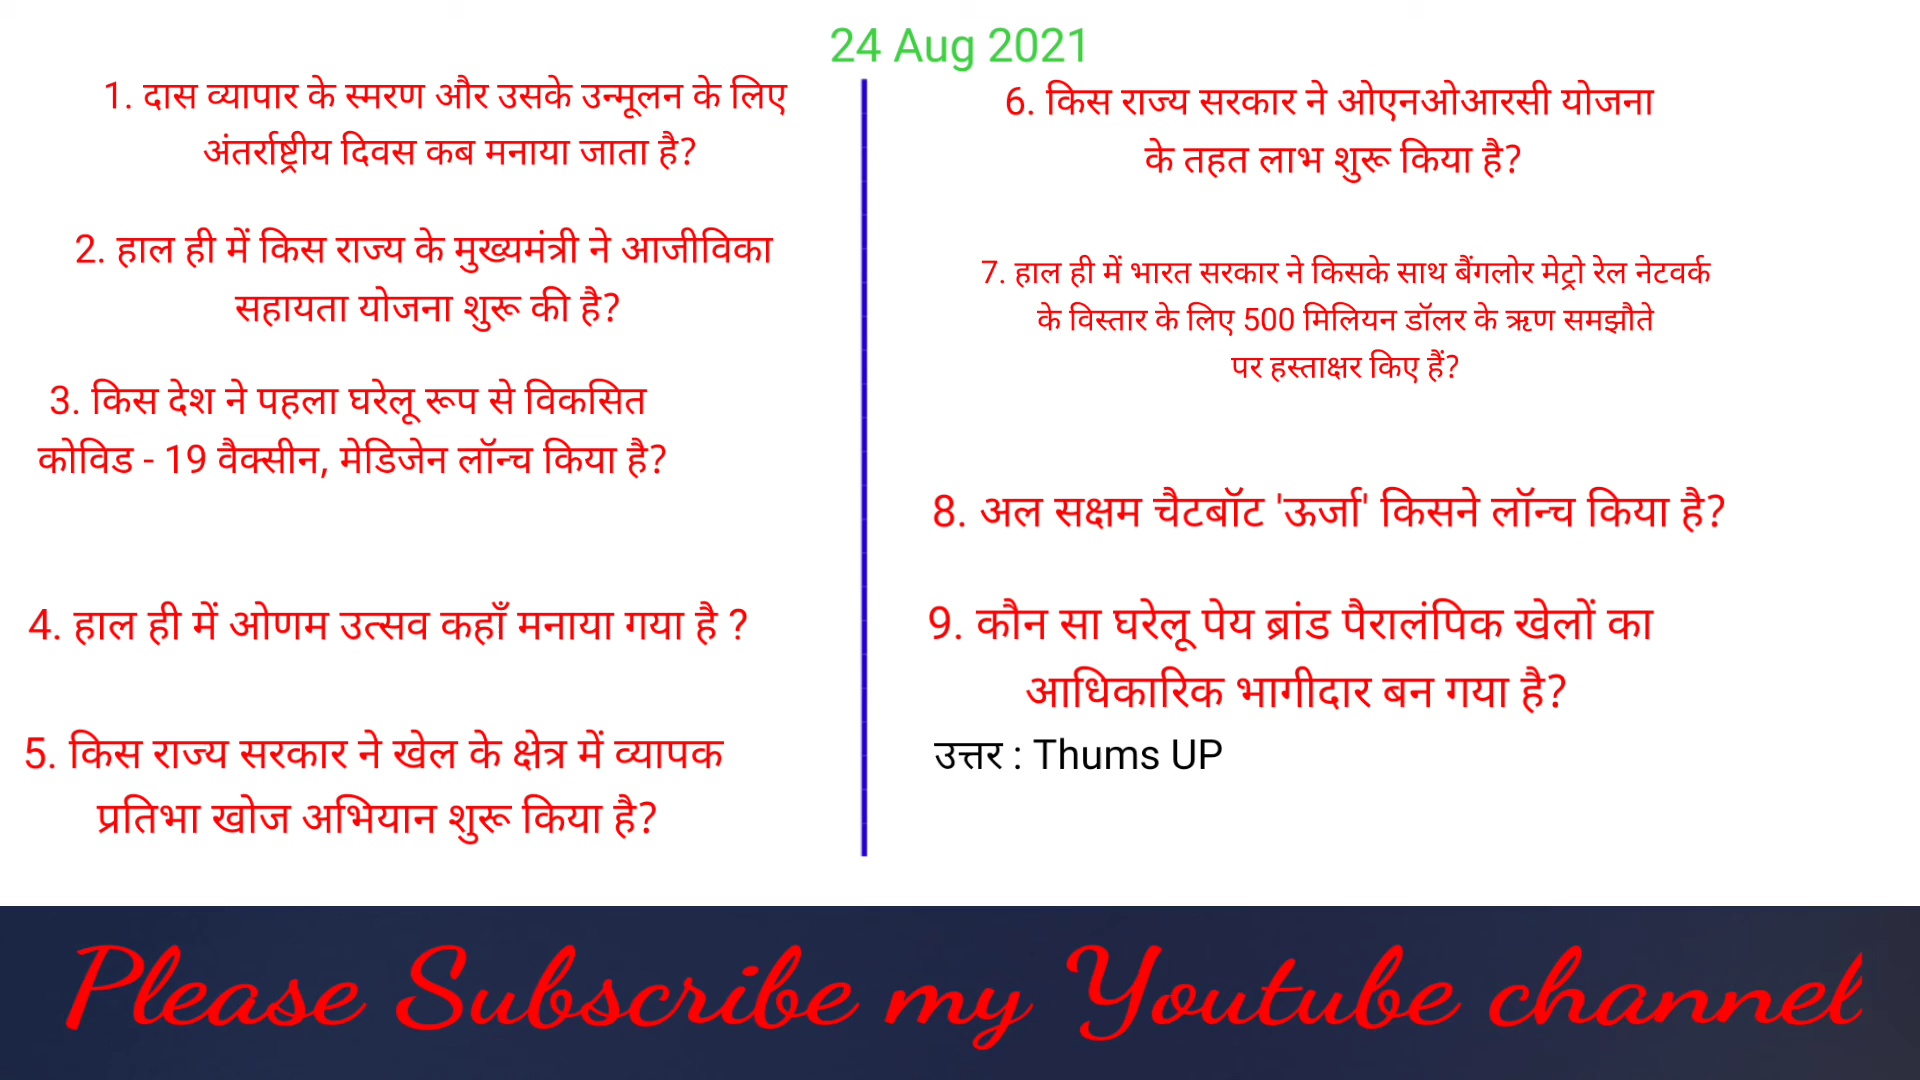 24 Aug 2021
1. दास व्यापार के स्मरण और उसके उन्मूलन के लिए
अंतर्राष्ट्रीय दिवस कब मनाया जाता है?
2. हाल ही में किस राज्य के मुख्यमंत्री ने आजीविका
सहायता योजना शुरू की है?
3. किस देश ने पहला घरेलू रूप से विकसित
कोविड - 19 वैक्सीन, मेडिजेन लॉन्च किया है?
4. हाल ही में ओणम उत्सव कहाँ मनाया गया है ?
5. किस राज्य सरकार ने खेल के क्षेत्र में व्यापक
प्रतिभा खोज अभियान शुरू किया है?
6. किस राज्य सरकार ने ओएनओआरसी योजना
के तहत लाभ शुरू किया है?
7. हाल ही में भारत सरकार ने किसके साथ बैंगलोर मेट्रो रेल नेटवर्क
के विस्तार के लिए 500 मिलियन डॉलर के ऋण समझौते
पर हस्ताक्षर किए हैं?
8. अल सक्षम चैटबॉट 'ऊर्जा' किसने लॉन्च किया है?
9. कौन सा घरेलू पेय ब्रांड पैरालंपिक खेलों का
आधिकारिक भागीदार बन गया है?
उत्तर : Thums UP
Please Subscribe my Youtube channel